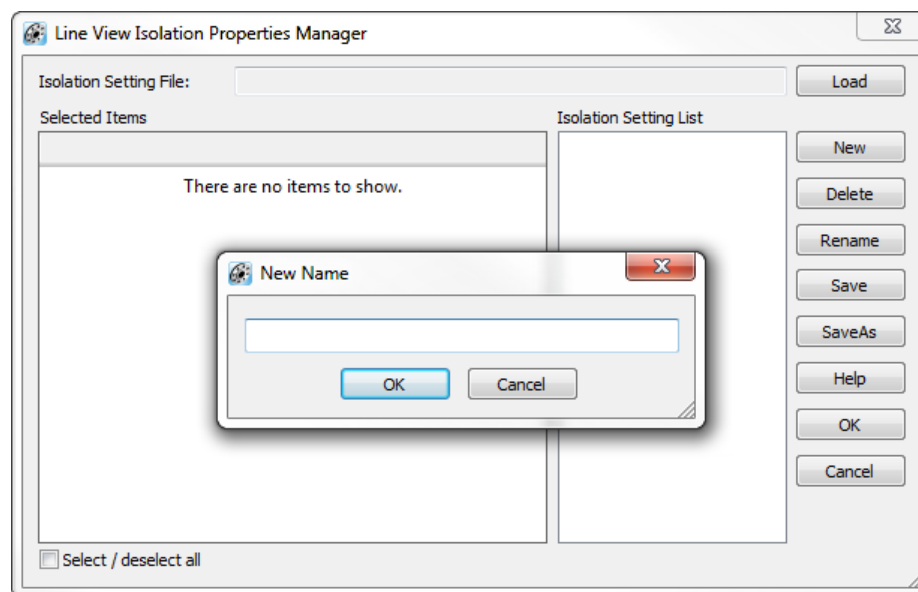 Line View Isolation Properties Manager
Isolation Setting File:
Load
Selected Items
Isolation Setting List
There are no items to show.
New
Delete
Rename
Save
SaveAs
Help
OK
Cancel
New Name
OK
Cancel
Select / deselect all